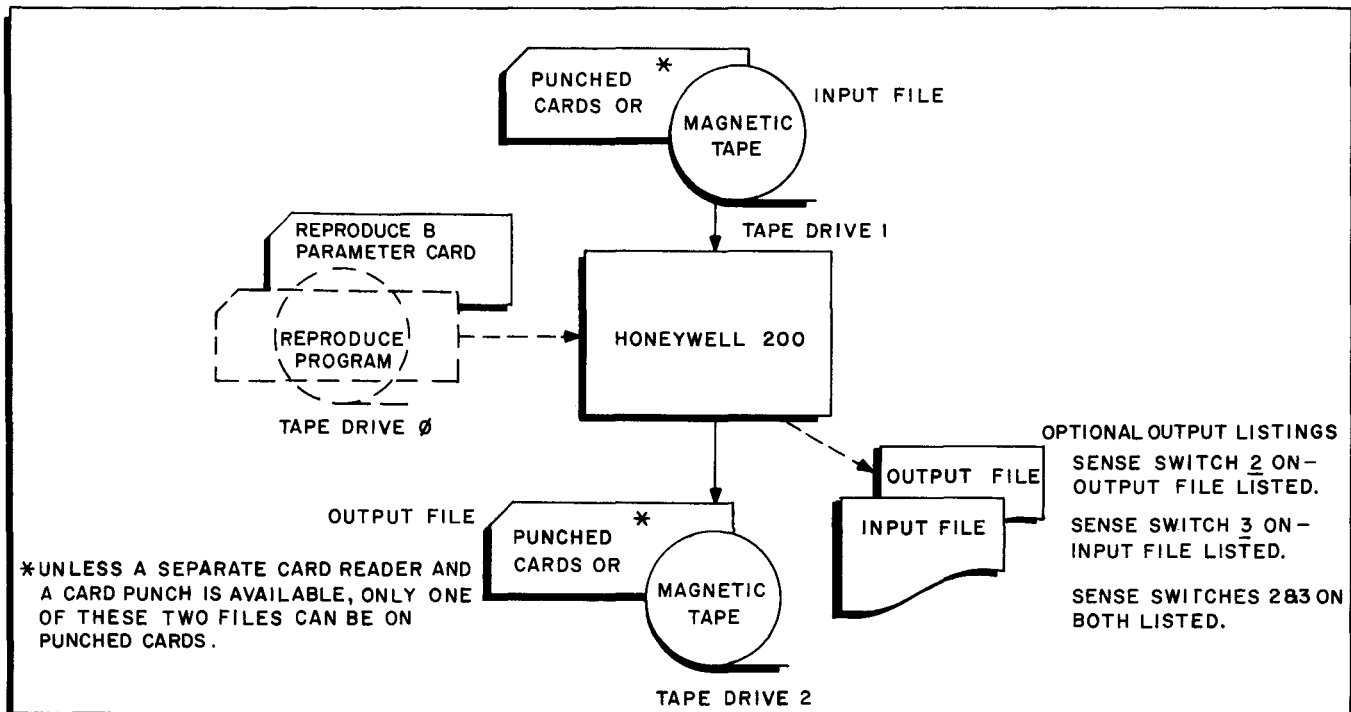 PUNCHED *
CARDS OR
MAGNETIC
TAPE
INPUT FILE
TAPE DRIVE 1
REPRODUCE B
PARAMETER CARD
REPRODUCE
PROGRAM
TAPE DRIVE Ø
HONEYWELL 200
OUTPUT FILE
PUNCHED *
CARDS OR
MAGNETIC
TAPE
TAPE DRIVE 2
*UNLESS A SEPARATE CARD READER AND
A CARD PUNCH IS AVAILABLE, ONLY ONE
OF THESE TWO FILES CAN BE ON
PUNCHED CARDS.
OUTPUT FILE
INPUT FILE
OPTIONAL OUTPUT LISTINGS
SENSE SWITCH 2 ON–
OUTPUT FILE LISTED.
SENSE SWITCH 3 ON–
INPUT FILE LISTED.
SENSE SWITCHES 2&3 ON
BOTH LISTED.